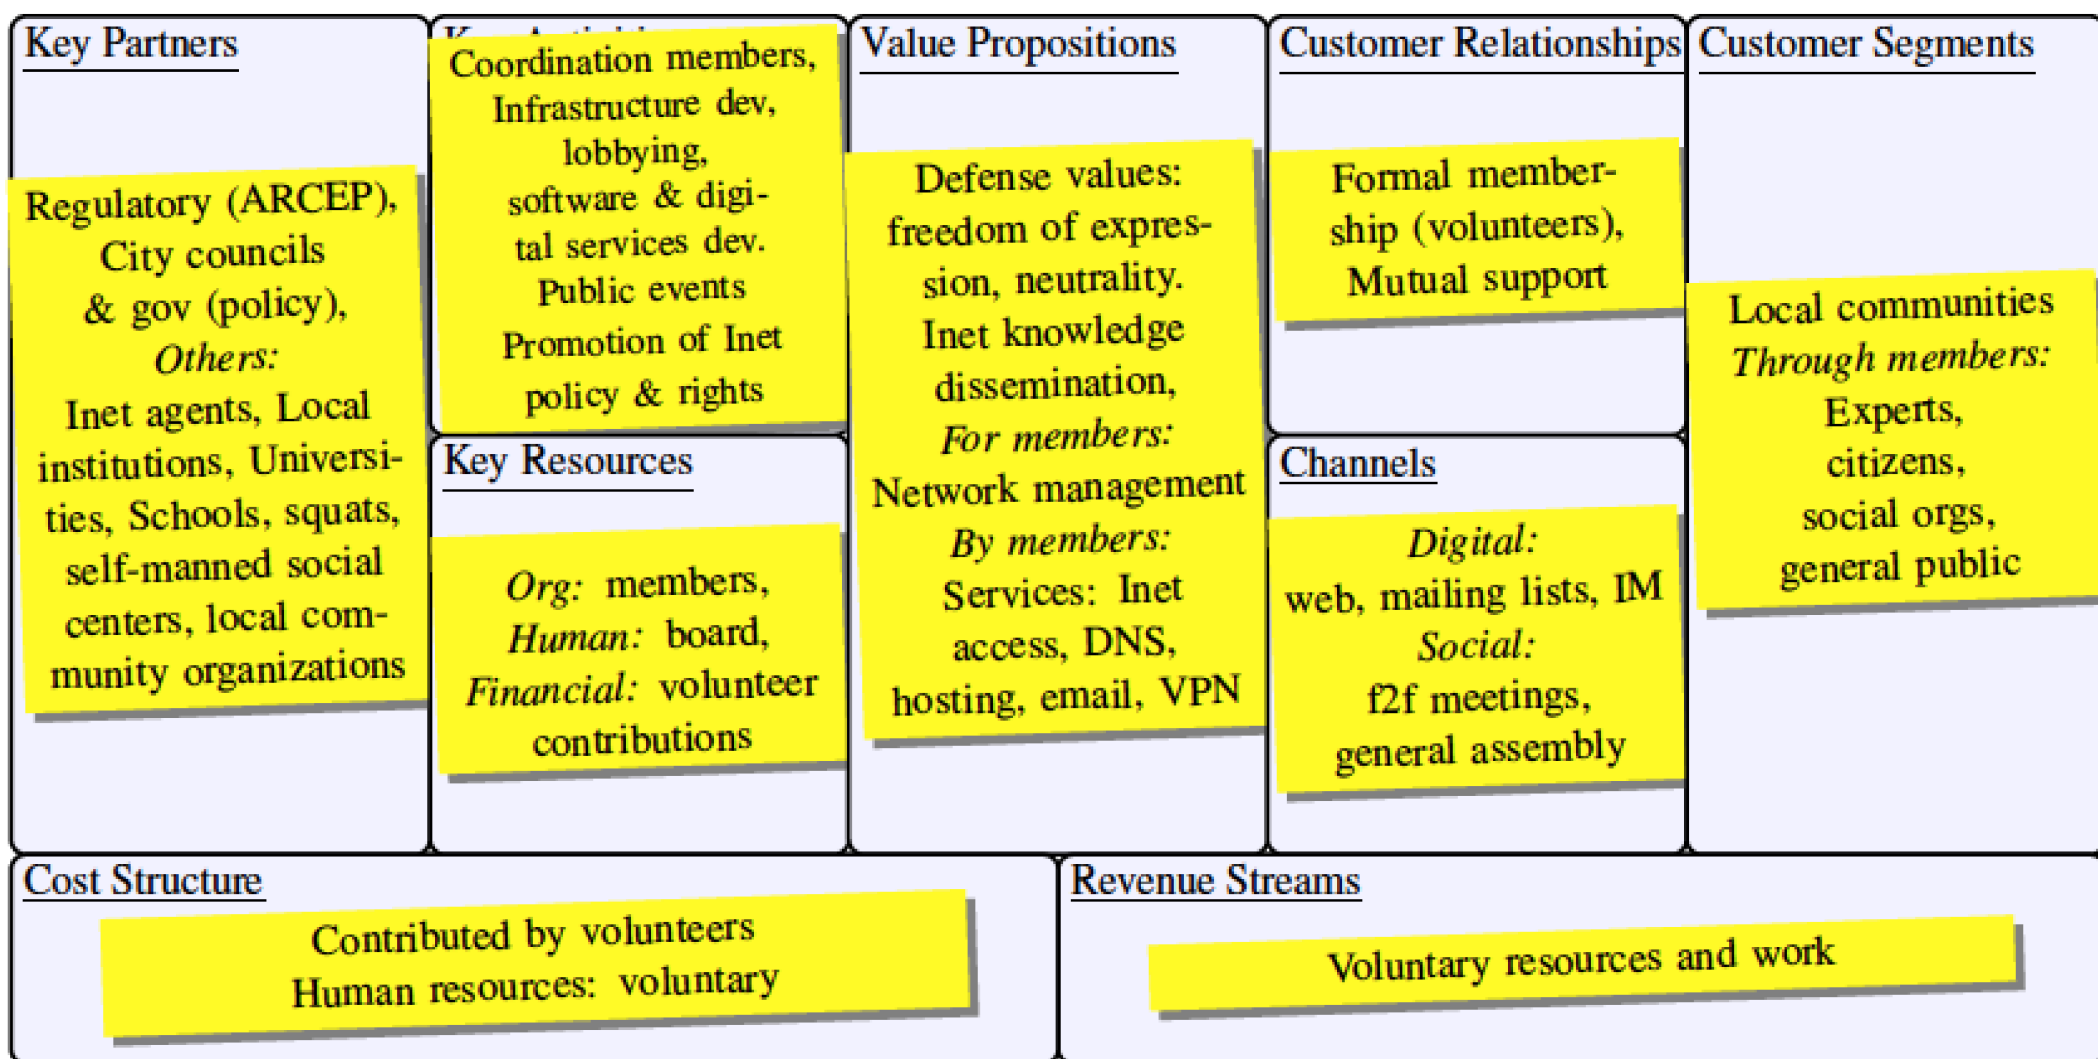 Key Partners
Regulatory (ARCEP),
City councils
& gov (policy),
Others:
Inet agents, Local
institutions, Universi-
ties, Schools, squats,
self-manned social
centers, local com-
munity organizations
Coordination members,
Infrastructure dev,
lobbying,
software & digi-
tal services dev.
Public events
Promotion of Inet
policy & rights
Key Resources
Org: members,
Human: board,
Financial: volunteer
contributions
Value Propositions
Defense values:
freedom of expres-
sion, neutrality.
Inet knowledge
dissemination,
For members:
Network management
By members:
Services: Inet
access, DNS,
hosting, email, VPN
Customer Relationships
Formal member-
ship (volunteers),
Mutual support
Channels
Digital:
web, mailing lists, IM
Social:
f2f meetings,
general assembly
Customer Segments
Local communities
Through members:
Experts,
citizens,
social orgs,
general public
Cost Structure
Contributed by volunteers
Human resources: voluntary
Revenue Streams
Voluntary resources and work